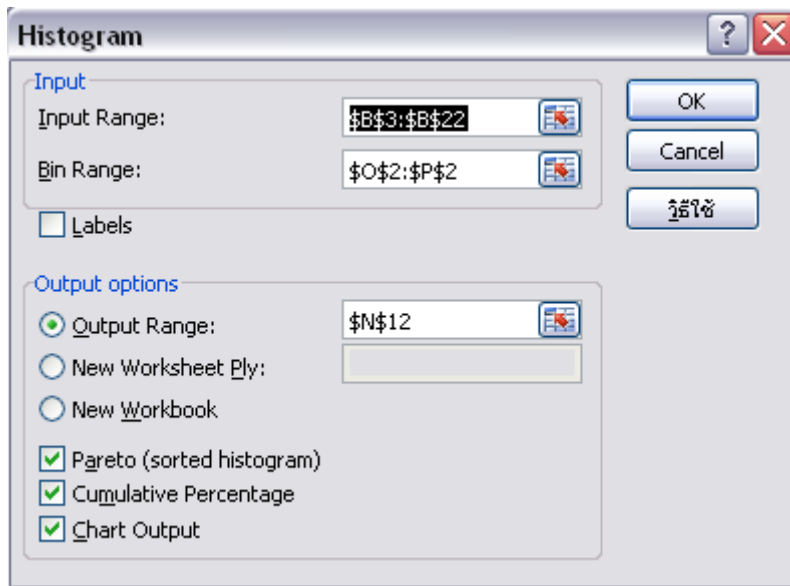 Histogram
Input
Input Range: $B$3:$B$22
OK
Bin Range: $O$2:$P$2
Cancel
Labels
วิธีใช้
Output options
Output Range: $N$12
New Worksheet Ply:
New Workbook
Pareto (sorted histogram)
Cumulative Percentage
Chart Output